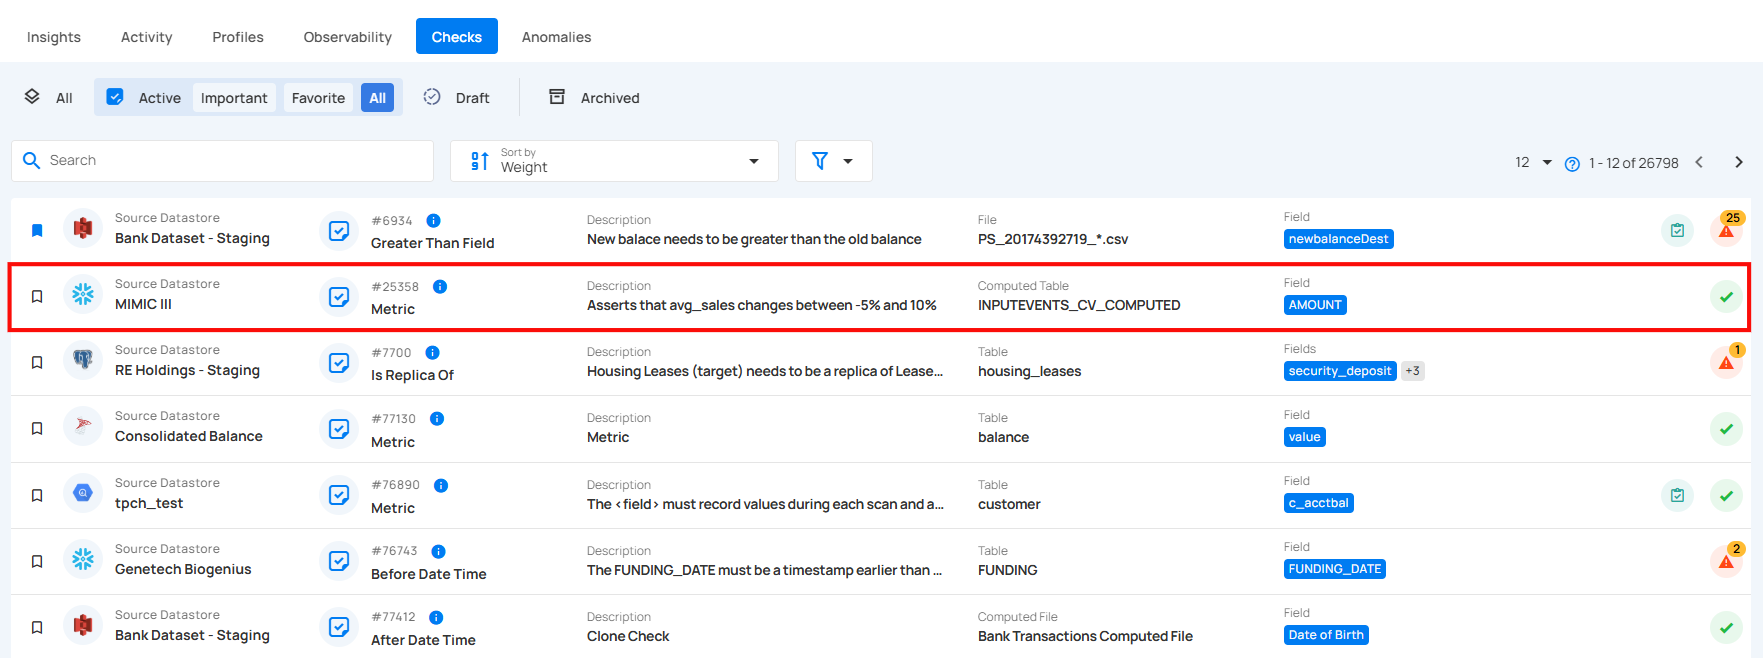 Insights Activity Profiles Observability Checks Anomalies
All Active Important Favorite All Draft Archived
Search Sort by Weight 12 1 - 12 of 26798
Source Datastore #6934 Description File Field 25
Bank Dataset - Staging Greater Than Field New balace needs to be greater than the old balance PS_20174392719_*.csv newbalanceDest
Source Datastore #25358 Description Computed Table Field
MIMIC III Metric Asserts that avg_sales changes between -5% and 10% INPUTEVENTS_CV_COMPUTED AMOUNT
Source Datastore #7700 Description Table Fields 1
RE Holdings - Staging Is Replica Of Housing Leases (target) needs to be a replica of Lease... housing_leases security_deposit +3
Source Datastore #77130 Description Table Field
Consolidated Balance Metric Metric balance value
Source Datastore #76890 Description Table Field
tpch_test Metric The <field> must record values during each scan and a... customer c_acctbal
Source Datastore #76743 Description Table Field 2
Genetech Biogenius Before Date Time The FUNDING_DATE must be a timestamp earlier than ... FUNDING FUNDING_DATE
Source Datastore #77412 Description Computed File Field
Bank Dataset - Staging After Date Time Clone Check Bank Transactions Computed File Date of Birth